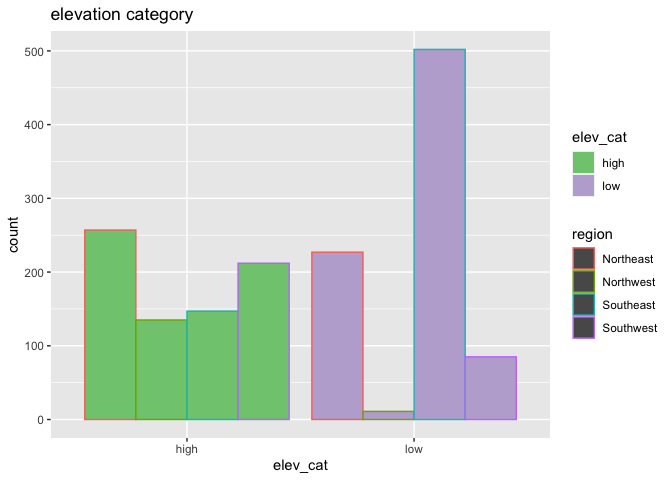 elevation category
500
400
300
200
100
0
count
high
low
elev_cat
elev_cat
high
low
region
Northeast
Northwest
Southeast
Southwest